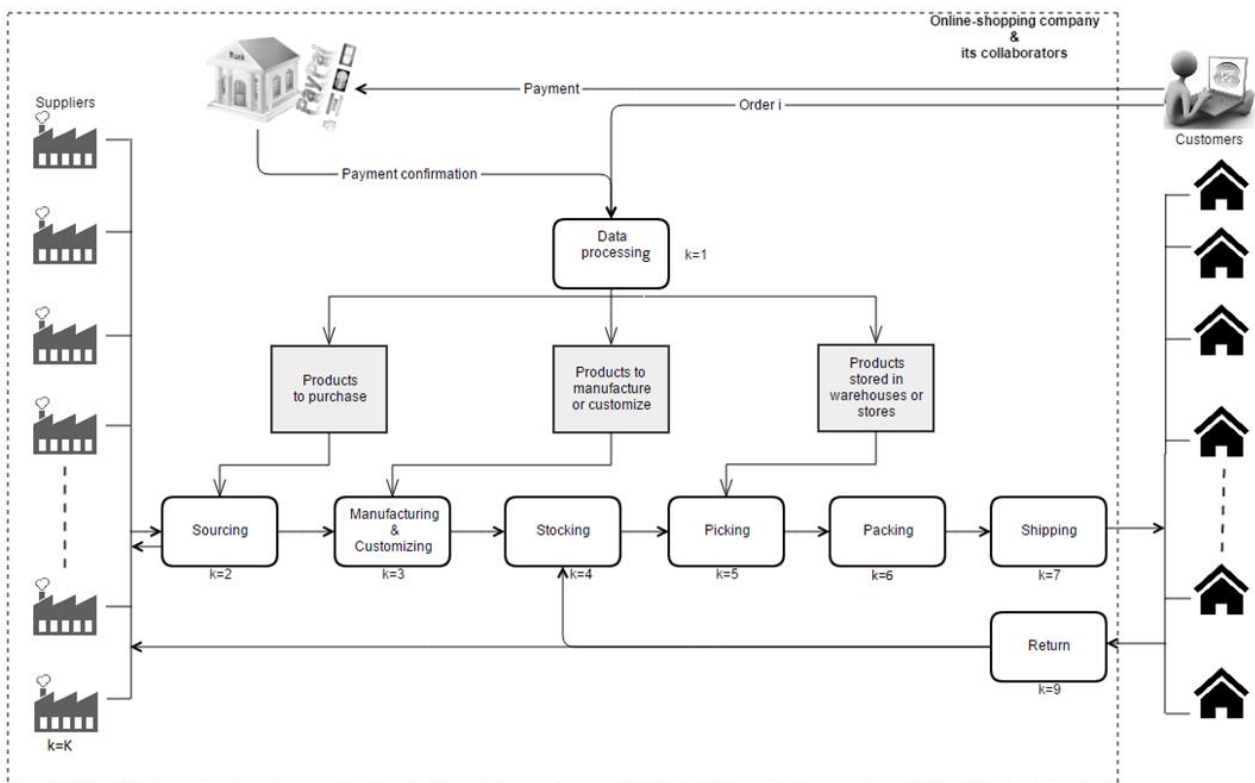 Online-shopping company
&
its collaborators
Bank
PayPal
Payment
Order i
Suppliers
Customers
Payment confirmation
Data
processing
k=1
Products
to purchase
Products to
manufacture
or customize
Products
stored in
warehouses or
stores
Sourcing
Manufacturing
&
Customizing
Stocking
Picking
Packing
Shipping
k=2
k=3
k=4
k=5
k=6
k=7
Return
k=9
k=K